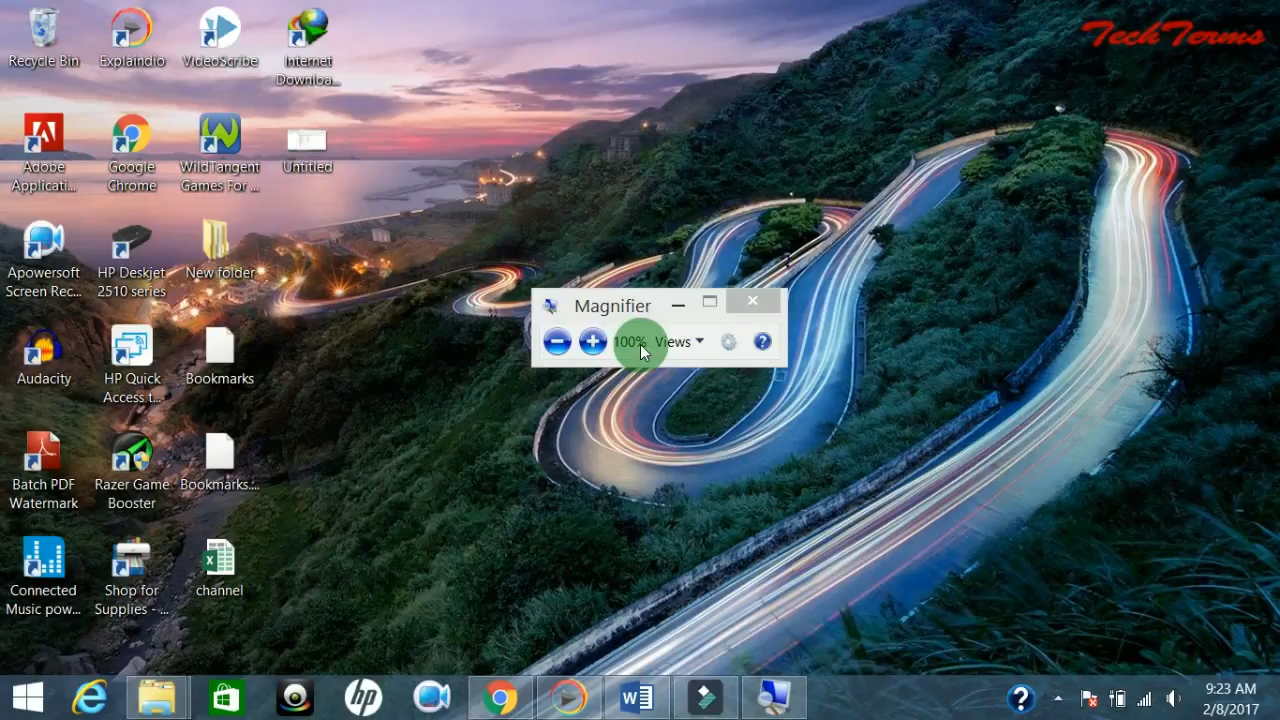 TechTerms
Recycle Bin
Explaindio
VideoScribe
Internet
Downloa...
Adobe
Applicati...
Google
Chrome
WildTangent
Games For ...
Untitled
Apowersoft
Screen Rec...
HP Deskjet
2510 series
New folder
Magnifier
100% Views
Audacity
HP Quick
Access t...
Bookmarks
Batch PDF
Watermark
Razer Game
Booster
Bookmarks....
Connected
Music pow...
Shop for
Supplies - ...
channel
9:23 AM
2/8/2017